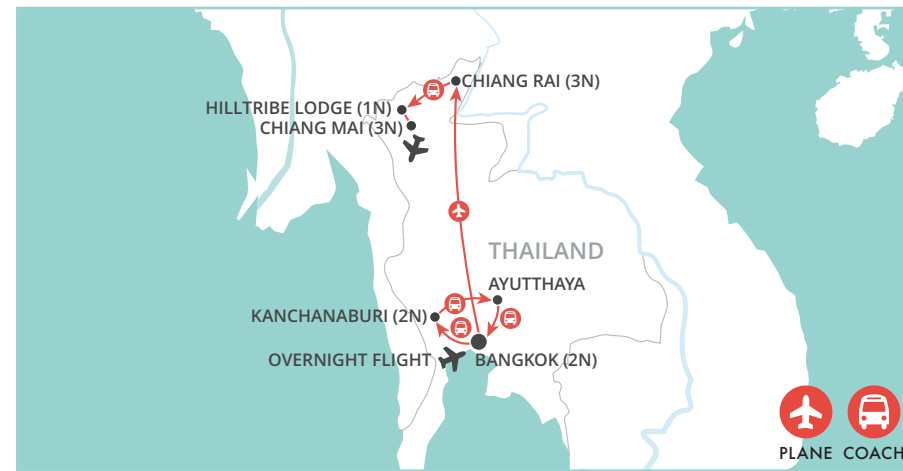 CHIANG RAI (3N)
HILLTRIBE LODGE (1N)
CHIANG MAI (3N)
THAILAND
AYUTTHAYA
KANCHANABURI (2N)
OVERNIGHT FLIGHT
BANGKOK (2N)
PLANE
COACH